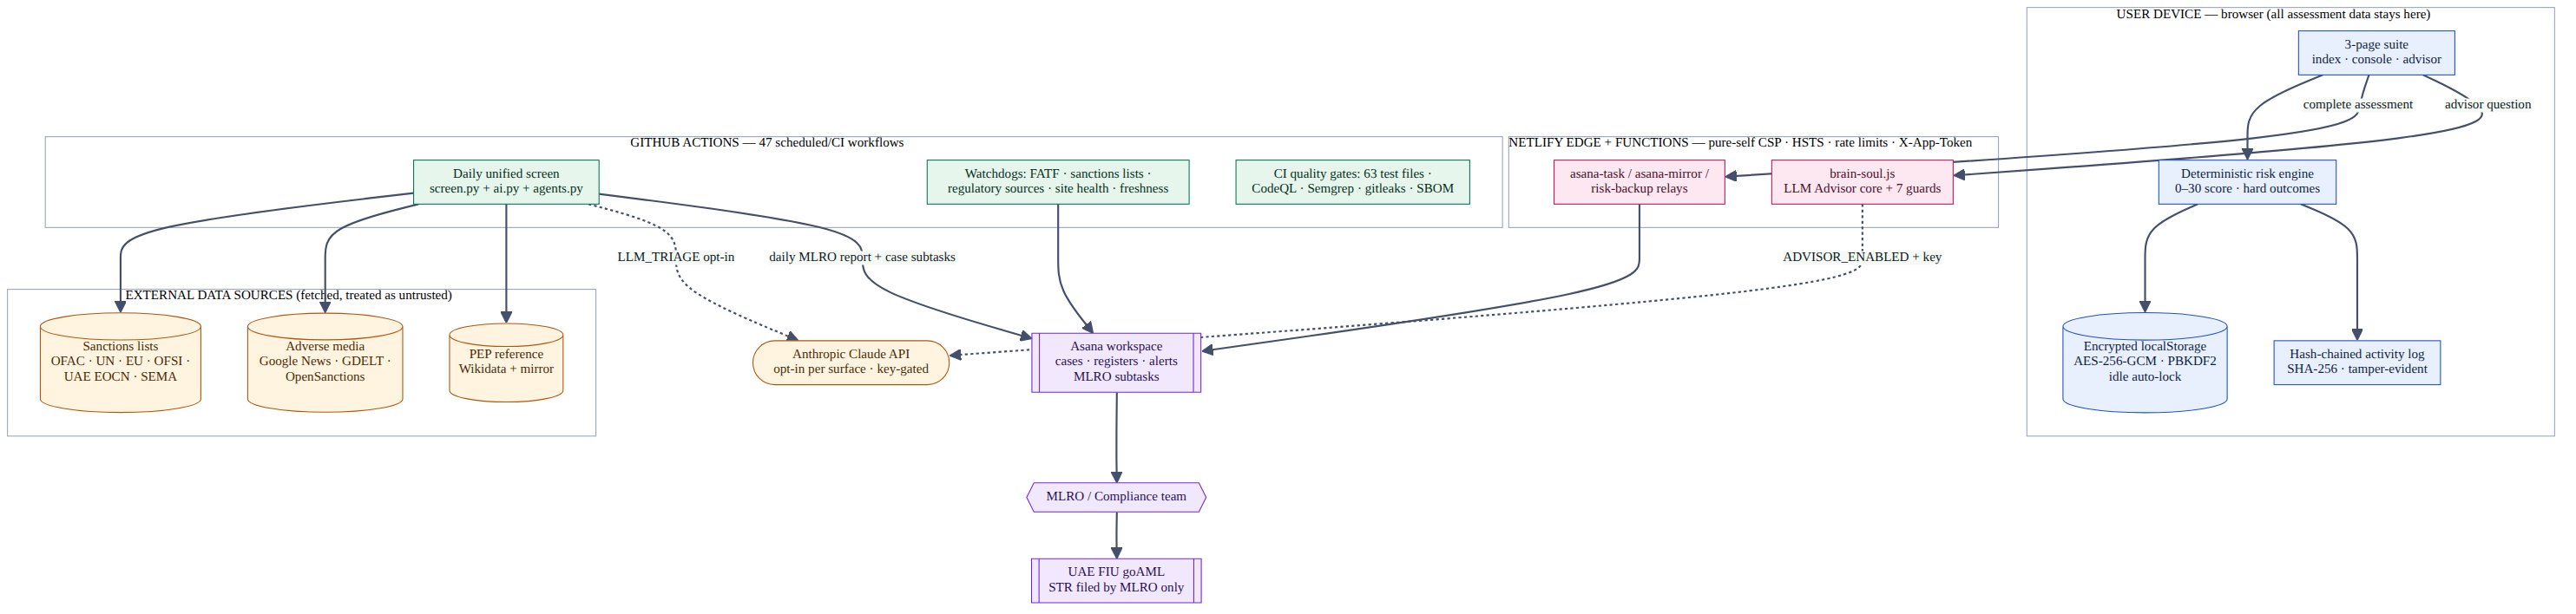 USER DEVICE — browser (all assessment data stays here)
3-page suite
index · console · advisor
complete assessment
advisor question
GITHUB ACTIONS — 47 scheduled/CI workflows
Daily unified screen
screen.py + ai.py + agents.py
Watchdogs: FATF · sanctions lists ·
regulatory sources · site health · freshness
CI quality gates: 63 test files ·
CodeQL · Semgrep · gitleaks · SBOM
NETLIFY EDGE + FUNCTIONS — pure-self CSP · HSTS · rate limits · X-App-Token
asana-task / asana-mirror /
risk-backup relays
brain-soul.js
LLM Advisor core + 7 guards
Deterministic risk engine
0–30 score · hard outcomes
LLM_TRIAGE opt-in
daily MLRO report + case subtasks
ADVISOR_ENABLED + key
EXTERNAL DATA SOURCES (fetched, treated as untrusted)
Sanctions lists
OFAC · UN · EU · OFSI ·
UAE EOCN · SEMA
Adverse media
Google News · GDELT ·
OpenSanctions
PEP reference
Wikidata + mirror
Anthropic Claude API
opt-in per surface · key-gated
Asana workspace
cases · registers · alerts
MLRO subtasks
Encrypted localStorage
AES-256-GCM · PBKDF2
idle auto-lock
Hash-chained activity log
SHA-256 · tamper-evident
MLRO / Compliance team
UAE FIU goAML
STR filed by MLRO only